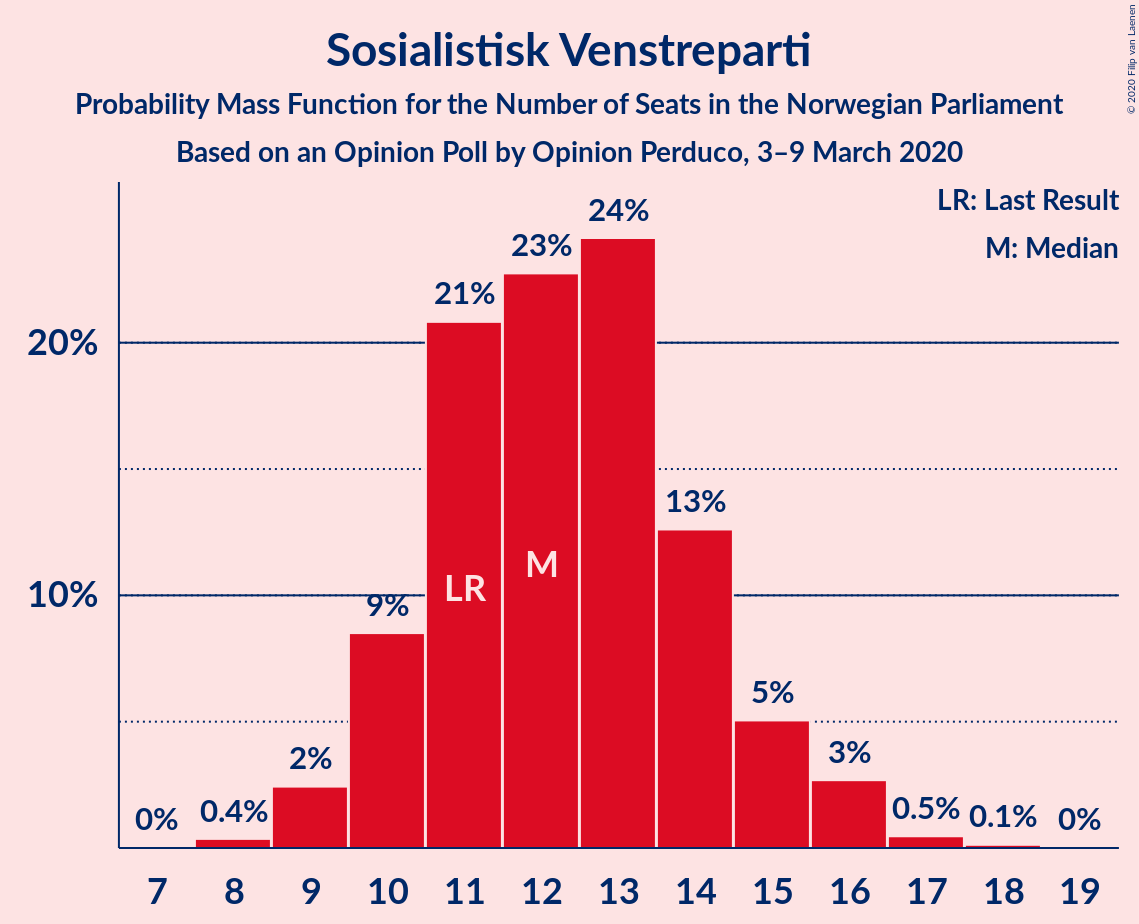 Sosialistisk Venstreparti
Probability Mass Function for the Number of Seats in the Norwegian Parliament
Based on an Opinion Poll by Opinion Perduco, 3–9 March 2020
© 2020 Filip van Laenen
LR: Last Result
M: Median
20%
10%
0%
0.4%
2%
9%
21%
23%
24%
13%
5%
3%
0.5%
0.1%
0%
LR
M
7 8 9 10 11 12 13 14 15 16 17 18 19